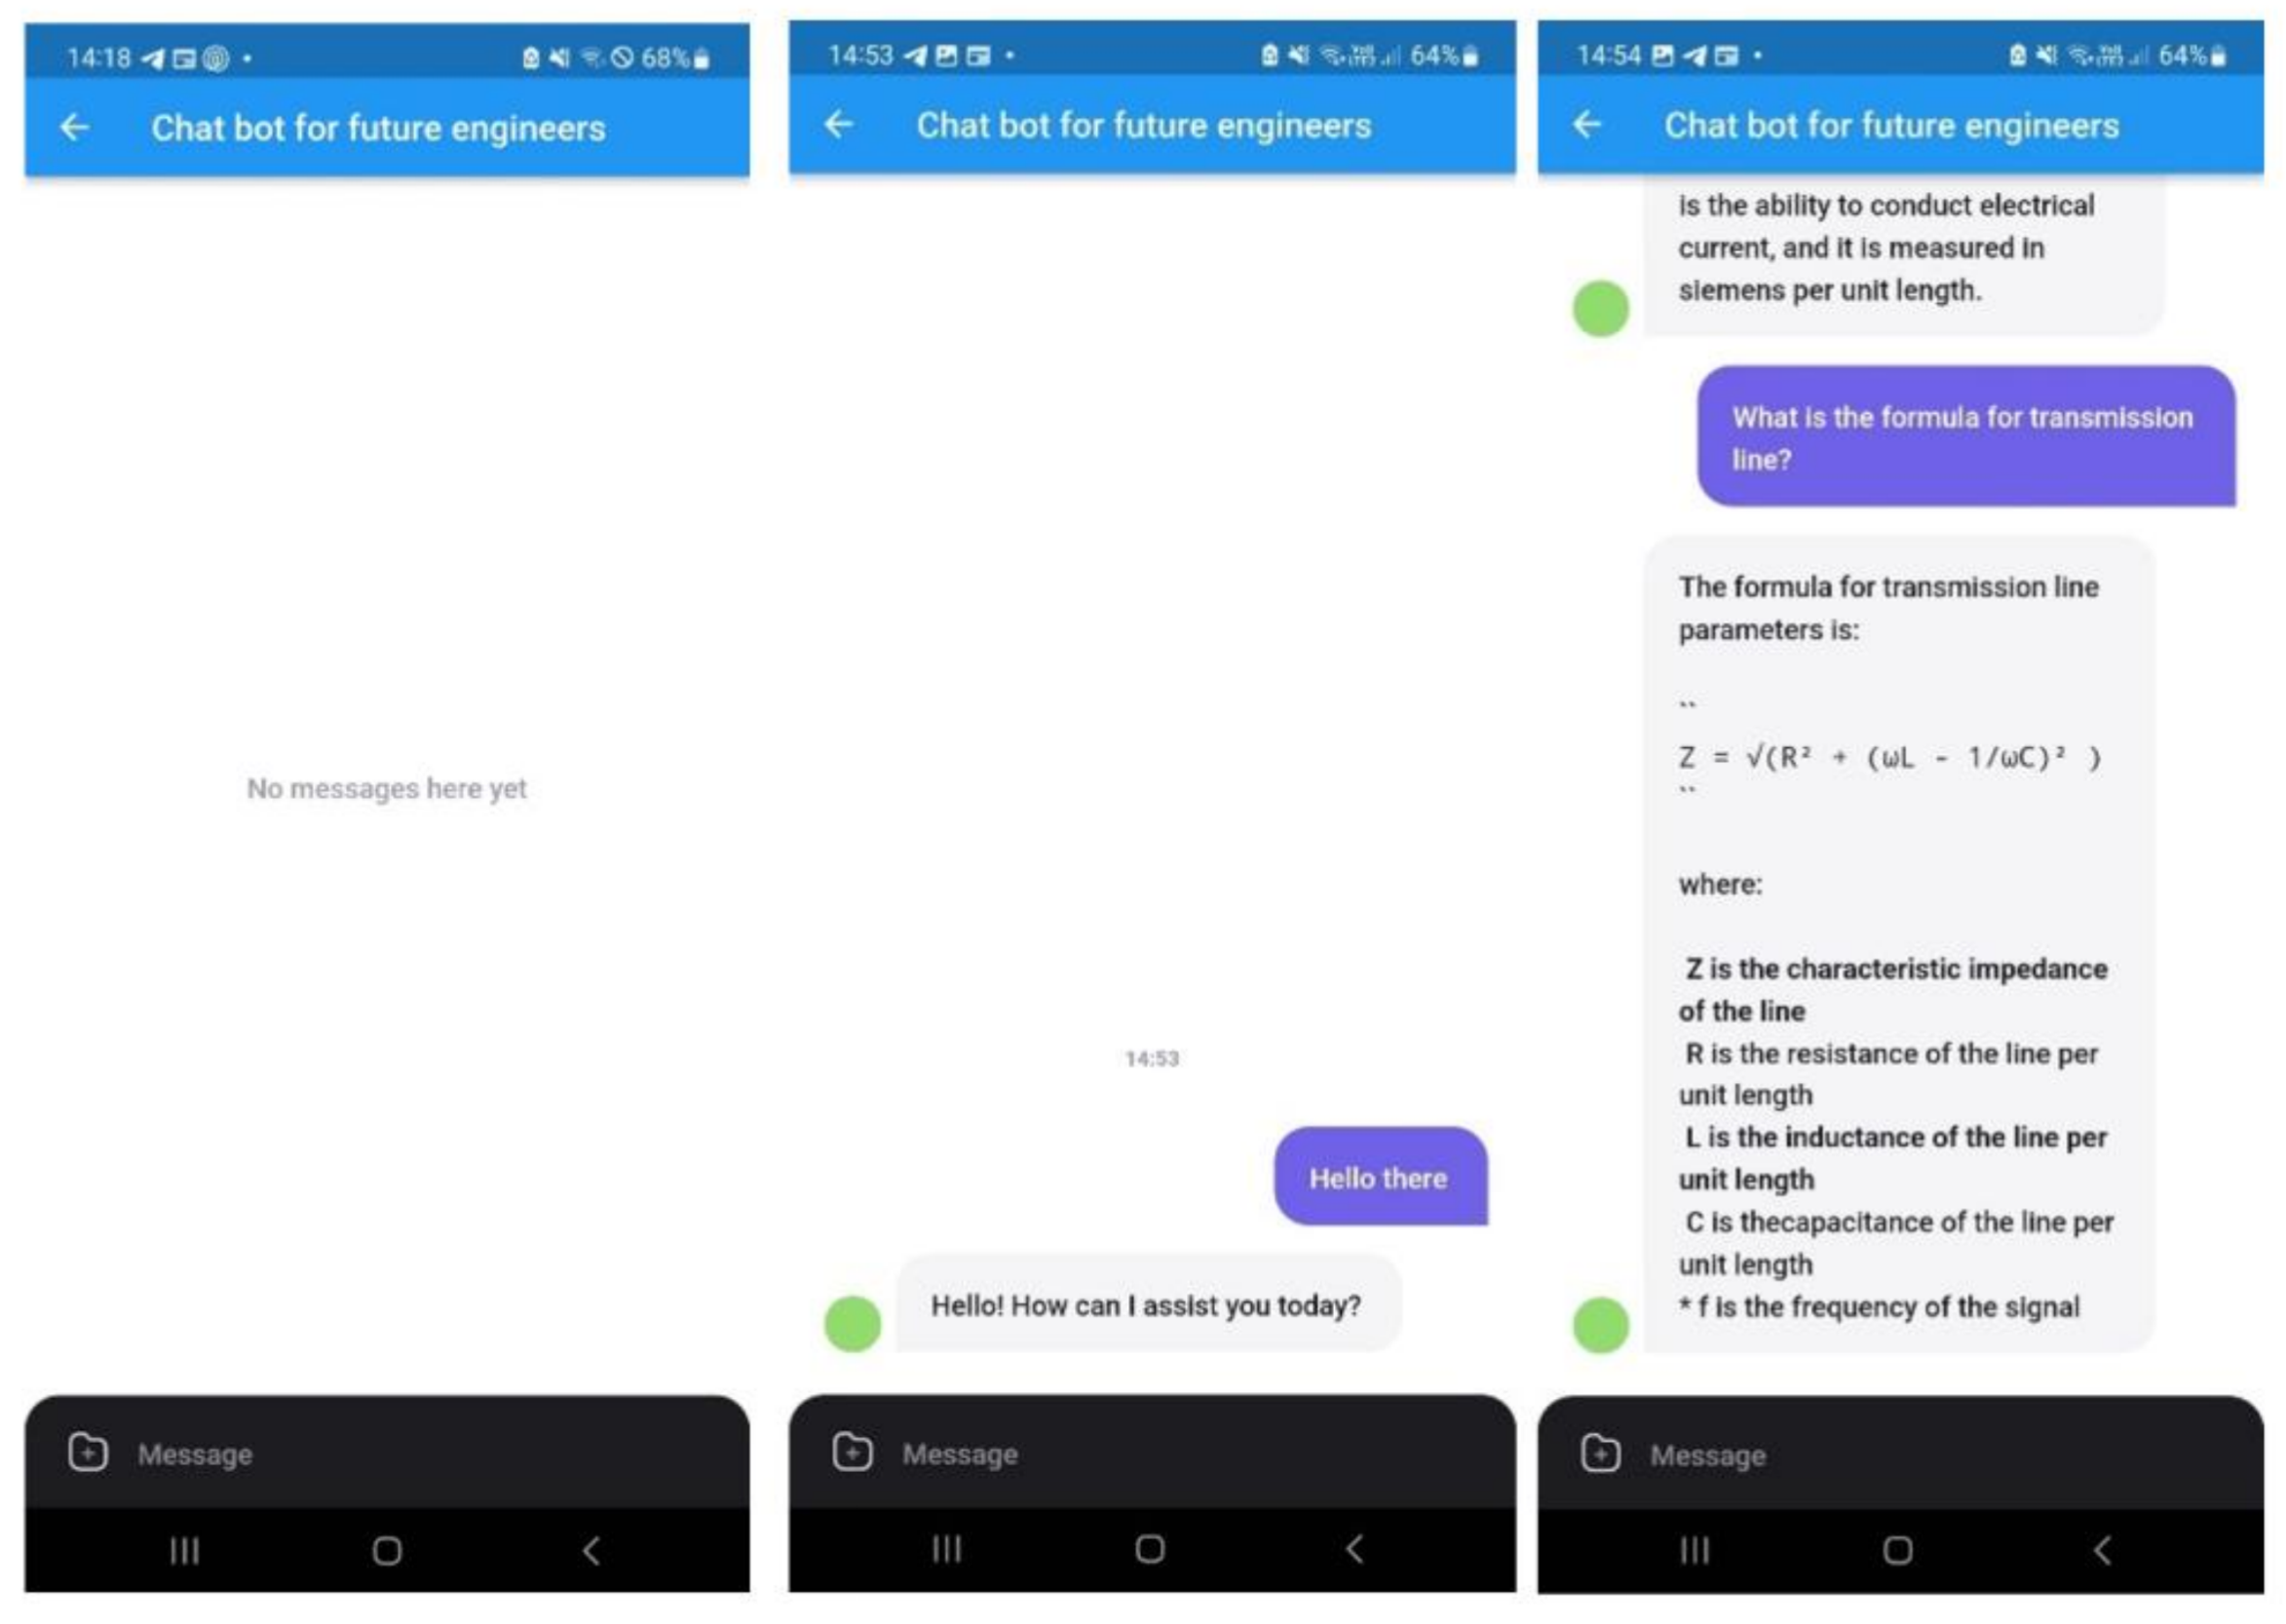 14:18
68%
Chat bot for future engineers
No messages here yet
Message
14:53
64%
Chat bot for future engineers
14:53
Hello there
Hello! How can I assist you today?
Message
14:54
64%
Chat bot for future engineers
is the ability to conduct electrical
current, and it is measured in
siemens per unit length.
What is the formula for transmission
line?
The formula for transmission line
parameters is:
``
Z = √(R² + (ωL - 1/ωC)² )
``
where:
Z is the characteristic impedance
of the line
R is the resistance of the line per
unit length
L is the inductance of the line per
unit length
C is thecapacitance of the line per
unit length
* f is the frequency of the signal
Message